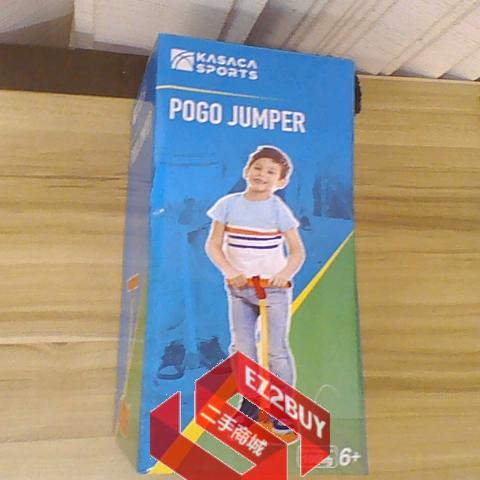 KASACA
SPORTS
POGO JUMPER
EZ2BUY
二手商城
6+